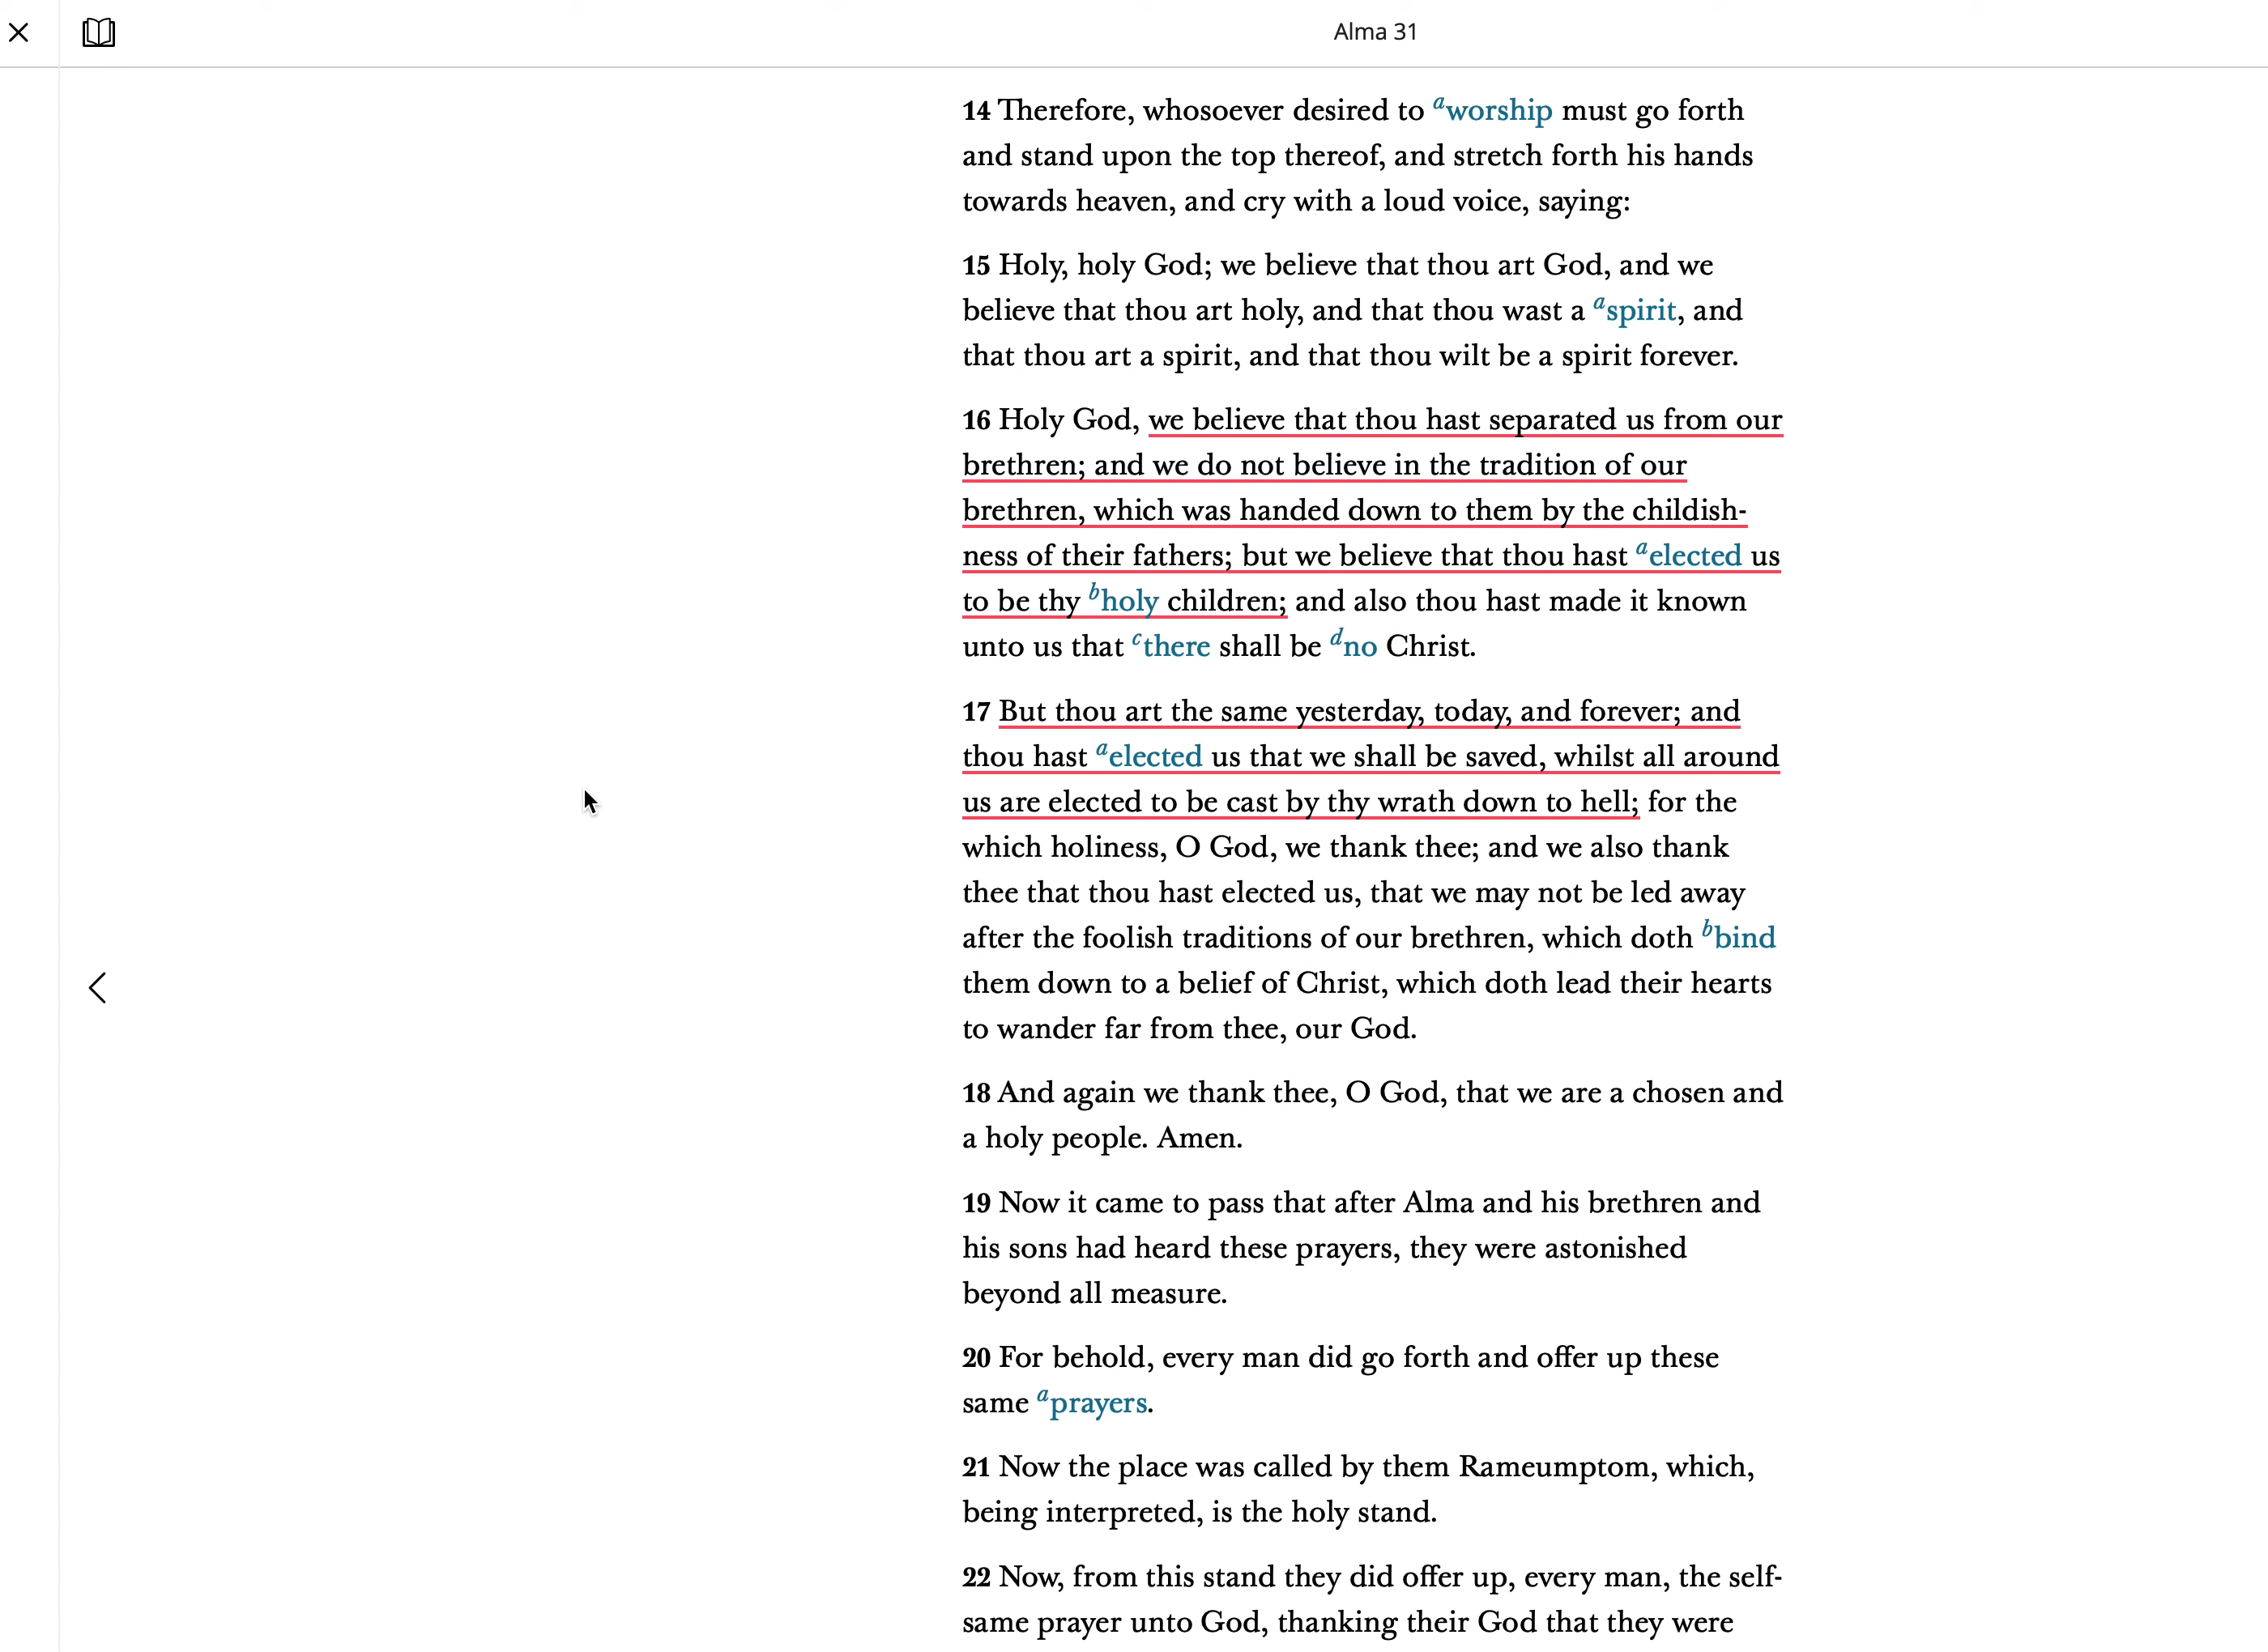 Alma 31
14 Therefore, whosoever desired to aworship must go forth
and stand upon the top thereof, and stretch forth his hands
towards heaven, and cry with a loud voice, saying:
15 Holy, holy God; we believe that thou art God, and we
believe that thou art holy, and that thou wast a aspirit, and
that thou art a spirit, and that thou wilt be a spirit forever.
16 Holy God, we believe that thou hast separated us from our
brethren; and we do not believe in the tradition of our
brethren, which was handed down to them by the childish-
ness of their fathers; but we believe that thou hast aelected us
to be thy bholy children; and also thou hast made it known
unto us that cthere shall be dno Christ.
17 But thou art the same yesterday, today, and forever; and
thou hast aelected us that we shall be saved, whilst all around
us are elected to be cast by thy wrath down to hell; for the
which holiness, O God, we thank thee; and we also thank
thee that thou hast elected us, that we may not be led away
after the foolish traditions of our brethren, which doth bbind
them down to a belief of Christ, which doth lead their hearts
to wander far from thee, our God.
18 And again we thank thee, O God, that we are a chosen and
a holy people. Amen.
19 Now it came to pass that after Alma and his brethren and
his sons had heard these prayers, they were astonished
beyond all measure.
20 For behold, every man did go forth and offer up these
same aprayers.
21 Now the place was called by them Rameumptom, which,
being interpreted, is the holy stand.
22 Now, from this stand they did offer up, every man, the self-
same prayer unto God, thanking their God that they were